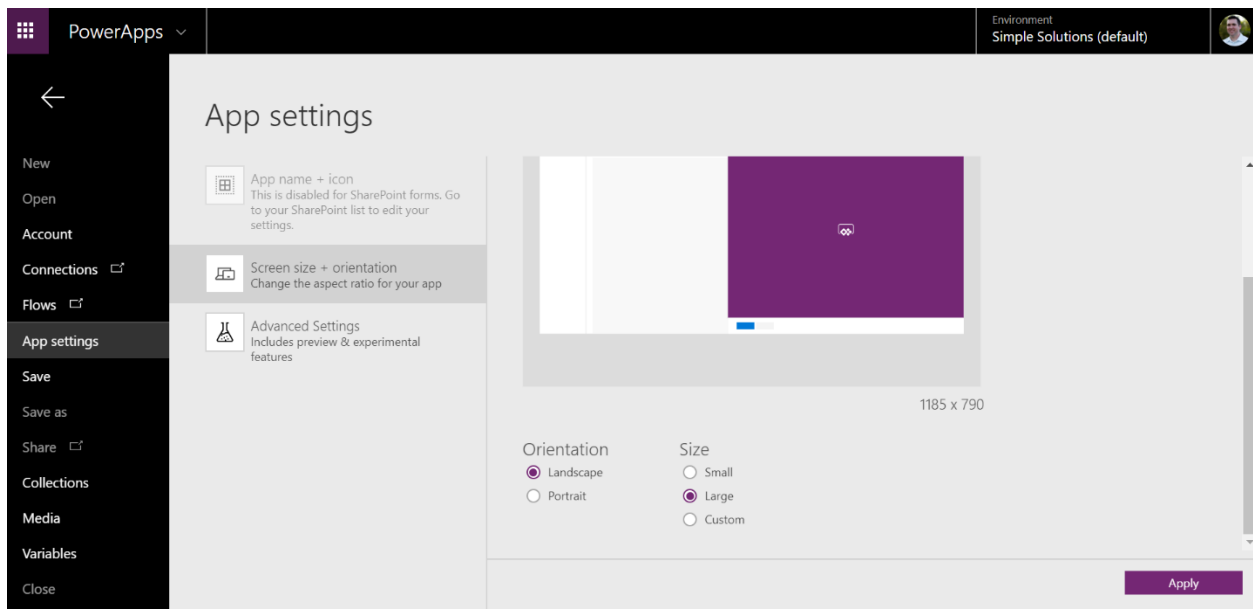 PowerApps
Environment
Simple Solutions (default)
New
Open
Account
Connections
Flows
App settings
Save
Save as
Share
Collections
Media
Variables
Close
App settings
App name + icon
This is disabled for SharePoint forms. Go
to your SharePoint list to edit your
settings.
Screen size + orientation
Change the aspect ratio for your app
Advanced Settings
Includes preview & experimental
features
1185 x 790
Orientation
Landscape
Portrait
Size
Small
Large
Custom
Apply